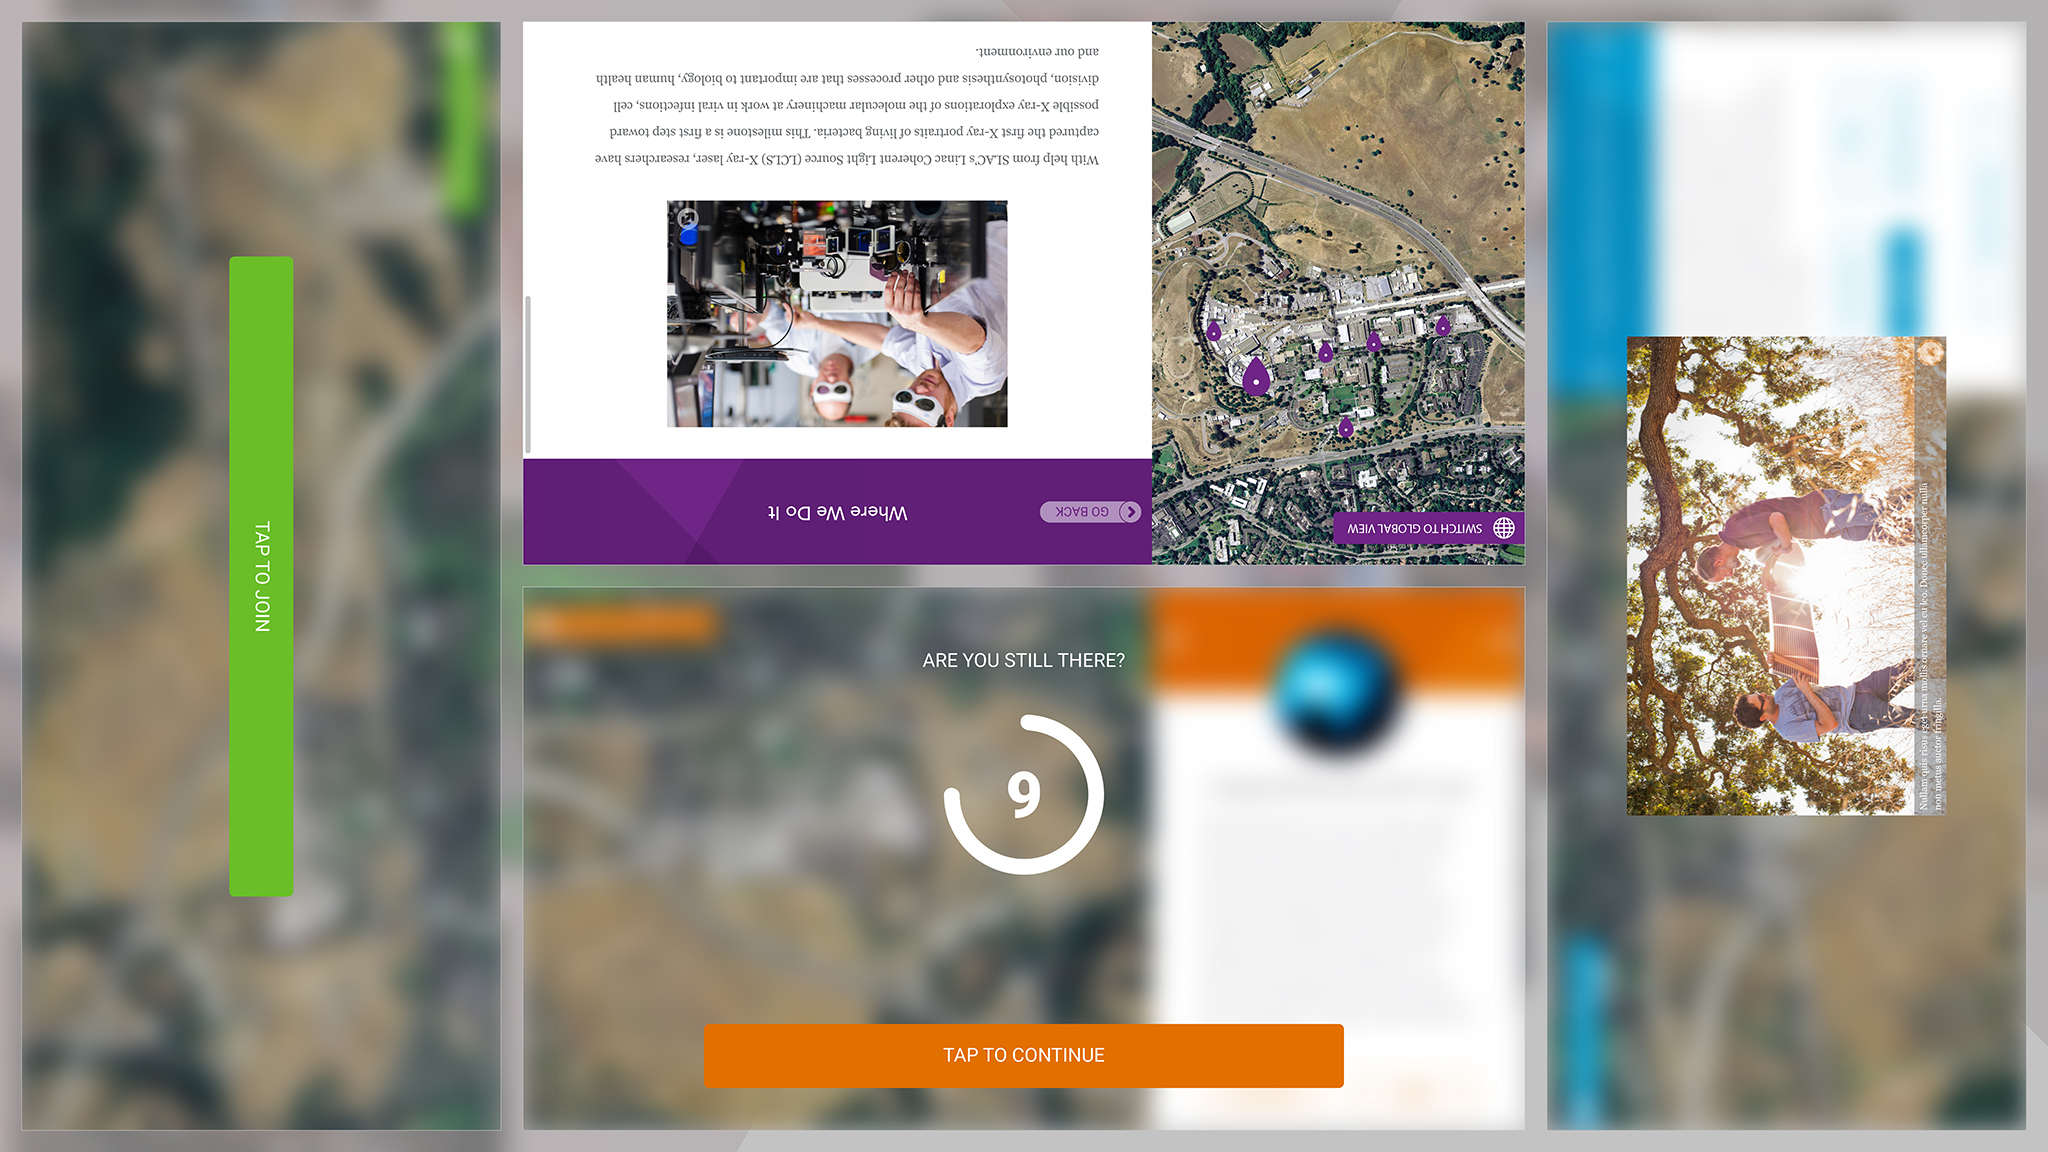 TAP TO JOIN
Where We Do It
GO BACK
With help from SLAC's Linac Coherent Light Source (LCLS) X-ray laser, researchers have
captured the first X-ray portraits of living bacteria. This milestone is a first step toward
possible X-ray explorations of the molecular machinery at work in viral infections, cell
division, photosynthesis and other processes that are important to biology, human health
and our environment.
SWITCH TO GLOBAL VIEW
ARE YOU STILL THERE?
9
TAP TO CONTINUE
Nullam quis risus eget urna mollis ornare vel eu leo. Donec ullamcorper nulla
non metus auctor fringilla.